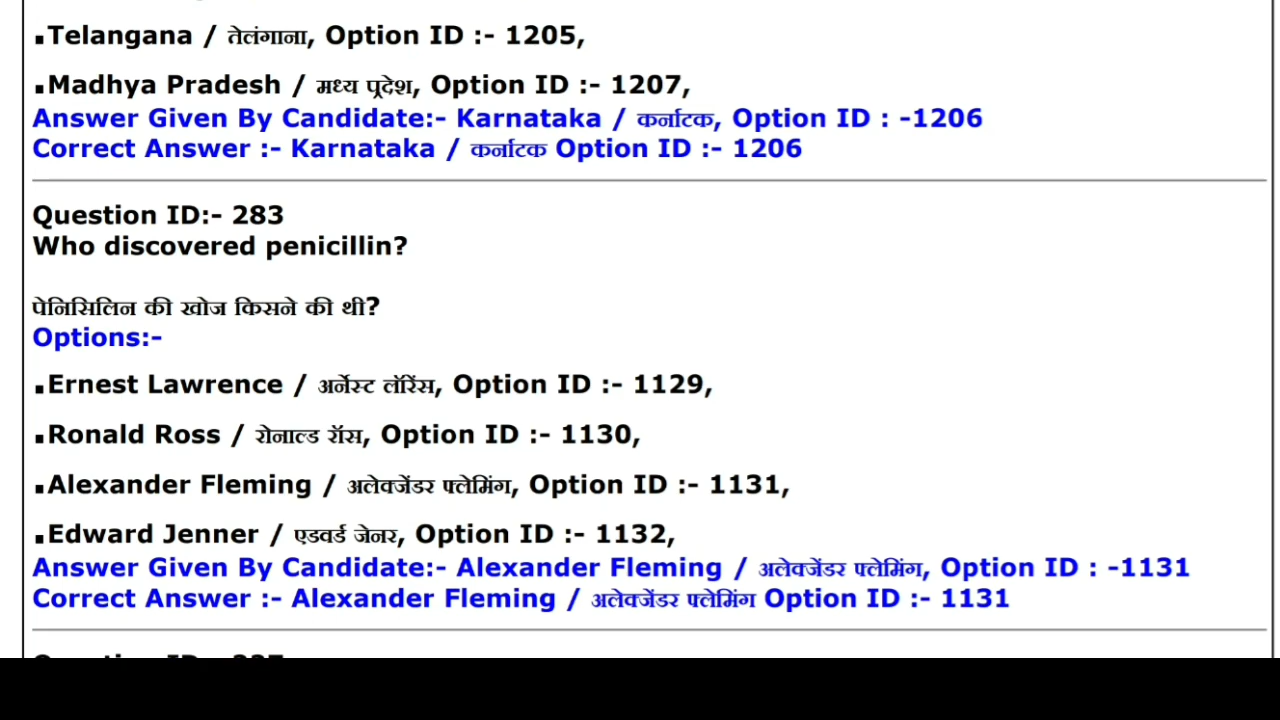 ▪Telangana / तेलंगाना, Option ID :- 1205,
▪Madhya Pradesh / मध्य प्रदेश, Option ID :- 1207,
Answer Given By Candidate:- Karnataka / कर्नाटक, Option ID : -1206
Correct Answer :- Karnataka / कर्नाटक Option ID :- 1206
Question ID:- 283
Who discovered penicillin?
पेनिसिलिन की खोज किसने की थी?
Options:-
▪Ernest Lawrence / अर्नेस्ट लॉरेंस, Option ID :- 1129,
▪Ronald Ross / रोनाल्ड रॉस, Option ID :- 1130,
▪Alexander Fleming / अलेक्जेंडर फ्लेमिंग, Option ID :- 1131,
▪Edward Jenner / एडवर्ड जेनर, Option ID :- 1132,
Answer Given By Candidate:- Alexander Fleming / अलेक्जेंडर फ्लेमिंग, Option ID : -1131
Correct Answer :- Alexander Fleming / अलेक्जेंडर फ्लेमिंग Option ID :- 1131